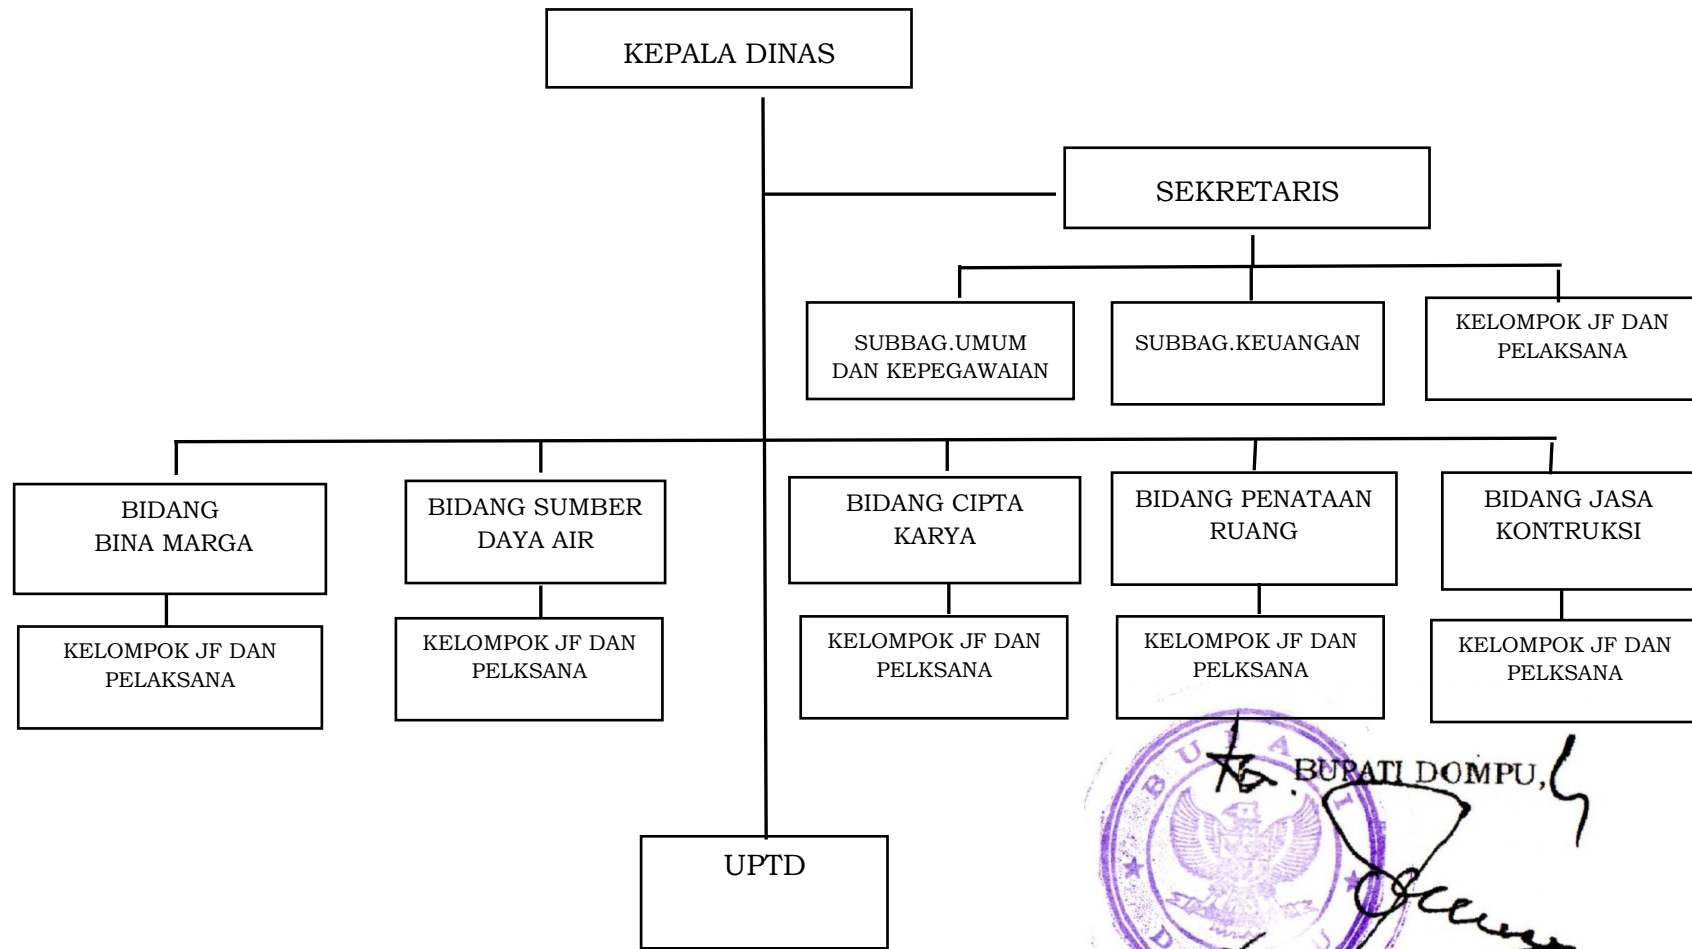 KEPALA DINAS
SEKRETARIS
SUBBAG.UMUM
DAN KEPEGAWAIAN
SUBBAG.KEUANGAN
KELOMPOK JF DAN
PELAKSANA
BIDANG
BINA MARGA
BIDANG SUMBER
DAYA AIR
BIDANG CIPTA
KARYA
BIDANG PENATAAN
RUANG
BIDANG JASA
KONTRUKSI
KELOMPOK JF DAN
PELAKSANA
KELOMPOK JF DAN
PELKSANA
KELOMPOK JF DAN
PELKSANA
KELOMPOK JF DAN
PELKSANA
KELOMPOK JF DAN
PELKSANA
UPTD
BUPATI DOMPU,
BUPATI